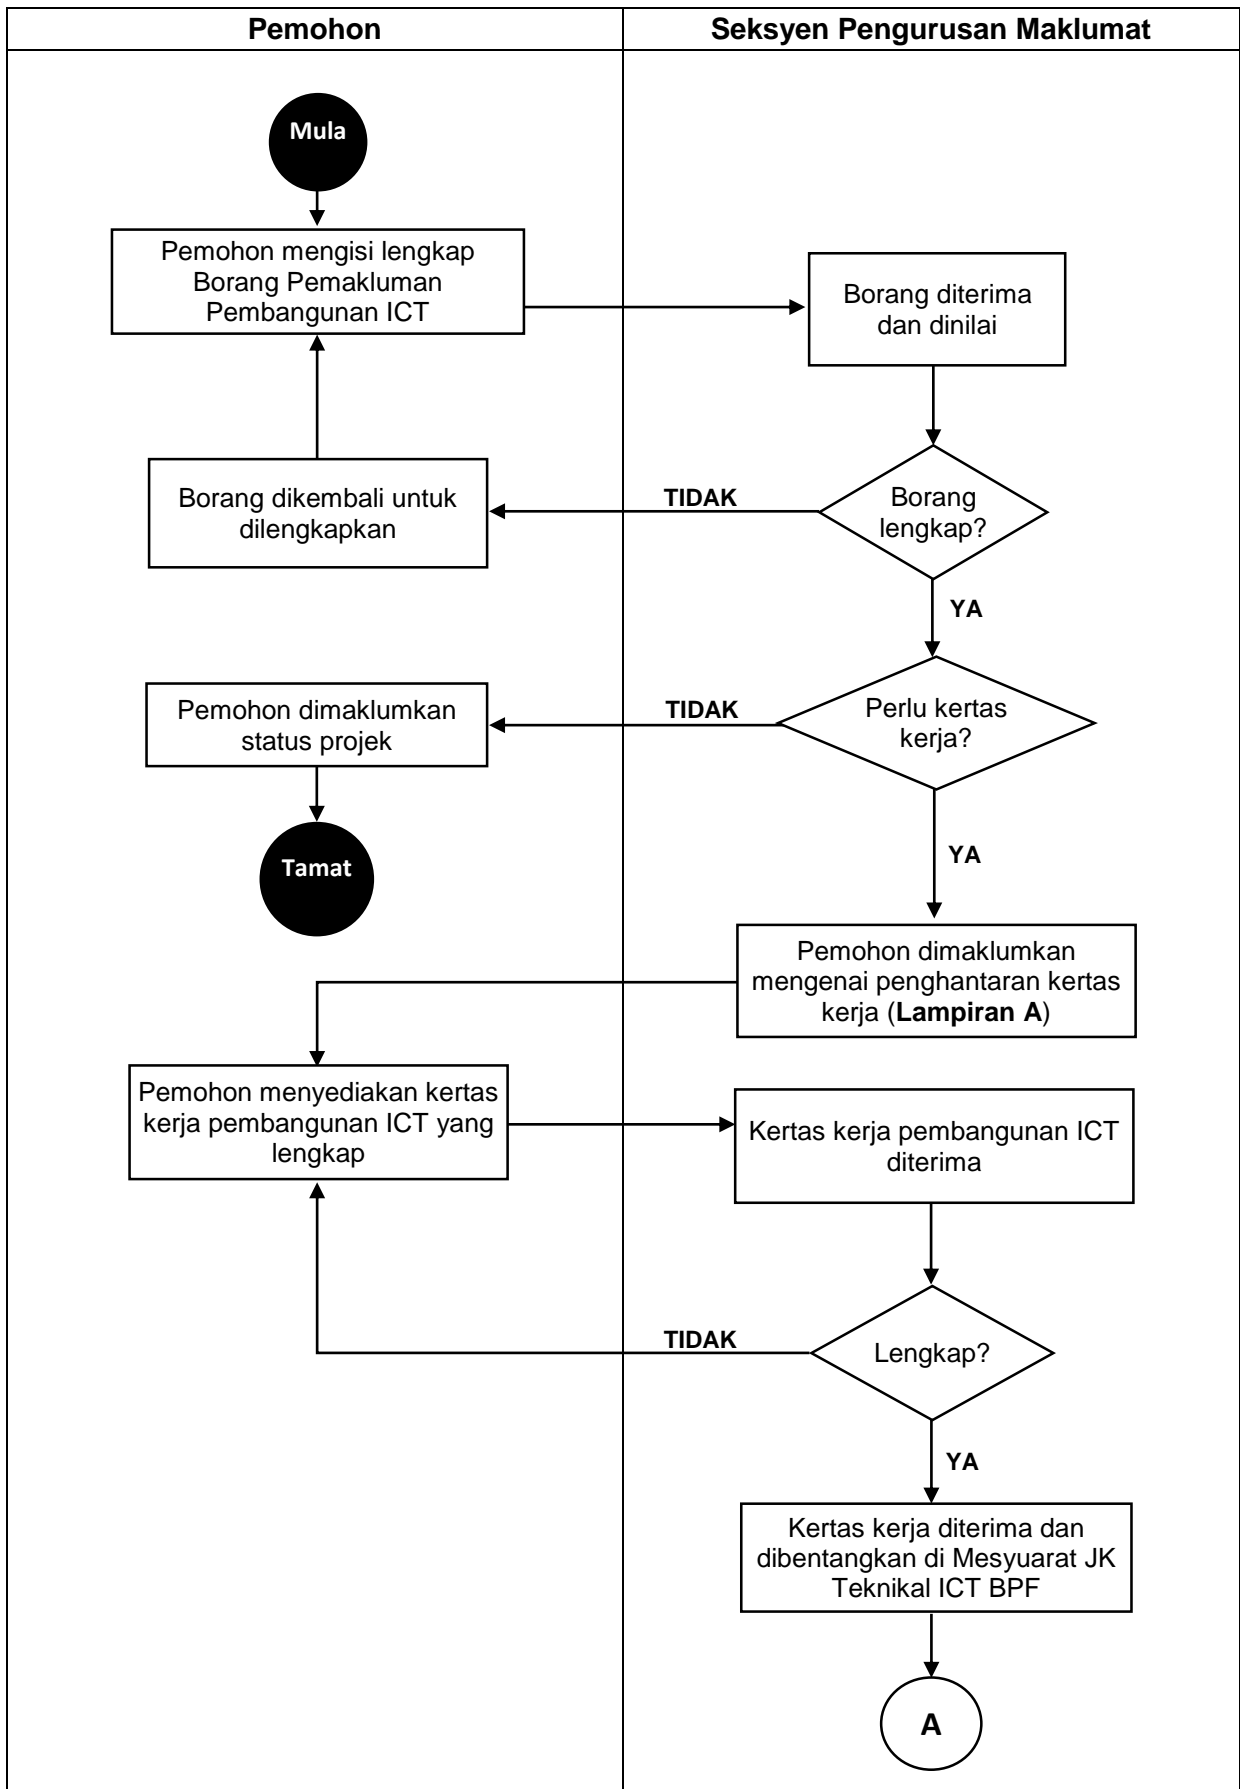 Pemohon
Seksyen Pengurusan Maklumat
Mula
Pemohon mengisi lengkap
Borang Pemakluman
Pembangunan ICT
Borang diterima
dan dinilai
Borang
lengkap?
TIDAK
Borang dikembali untuk
dilengkapkan
YA
Perlu kertas
kerja?
TIDAK
Pemohon dimaklumkan
status projek
Tamat
YA
Pemohon dimaklumkan
mengenai penghantaran kertas
kerja (Lampiran A)
Pemohon menyediakan kertas
kerja pembangunan ICT yang
lengkap
Kertas kerja pembangunan ICT
diterima
Lengkap?
TIDAK
YA
Kertas kerja diterima dan
dibentangkan di Mesyuarat JK
Teknikal ICT BPF
A